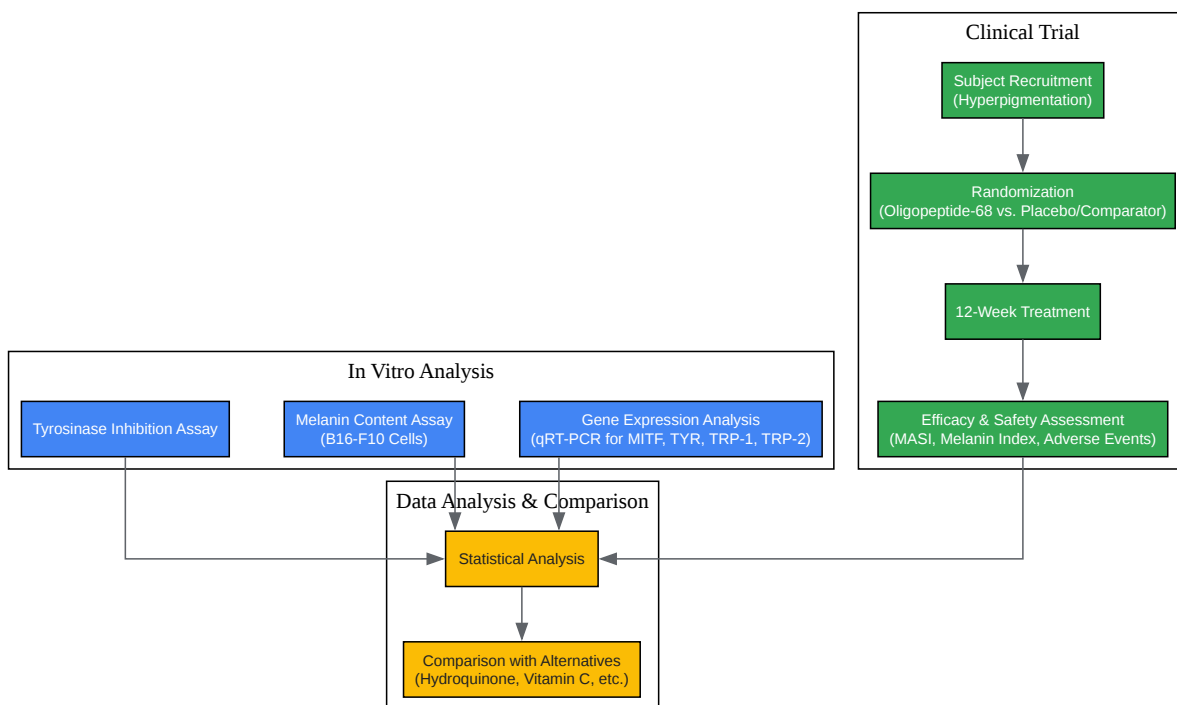 Clinical Trial
Subject Recruitment
(Hyperpigmentation)
Randomization
(Oligopeptide-68 vs. Placebo/Comparator)
12-Week Treatment
Efficacy & Safety Assessment
(MASI, Melanin Index, Adverse Events)
In Vitro Analysis
Tyrosinase Inhibition Assay
Melanin Content Assay
(B16-F10 Cells)
Gene Expression Analysis
(qRT-PCR for MITF, TYR, TRP-1, TRP-2)
Data Analysis & Comparison
Statistical Analysis
Comparison with Alternatives
(Hydroquinone, Vitamin C, etc.)